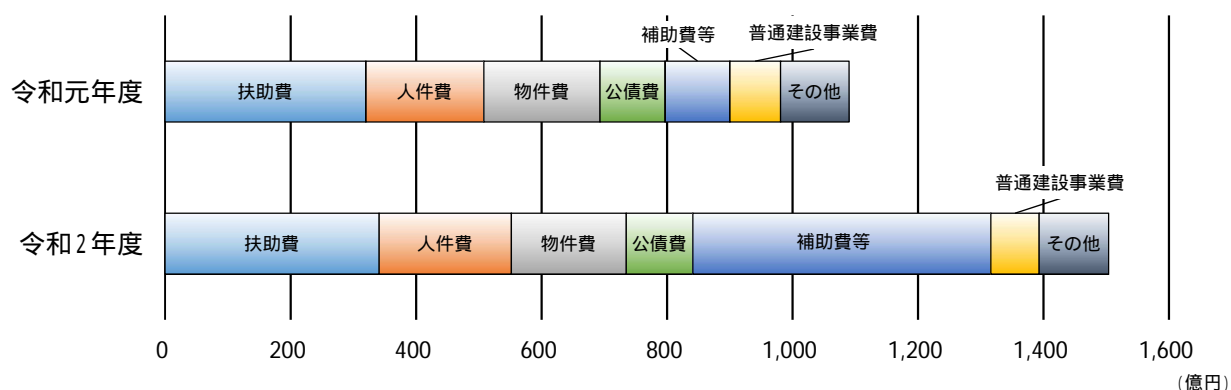 補助費等
普通建設事業費
令和元年度
扶助費
人件費
物件費
公債費
その他
普通建設事業費
令和2年度
扶助費
人件費
物件費
公債費
補助費等
その他
0
200
400
600
800
1,000
1,200
1,400
1,600
(億円)